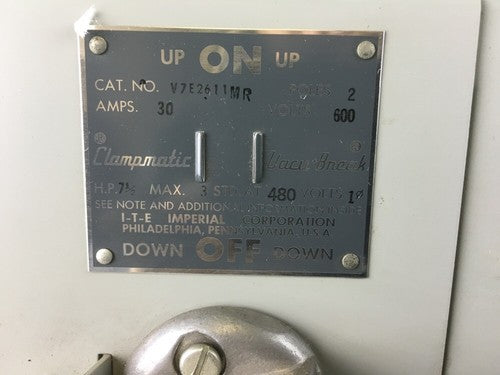 UP ON UP
CAT. NO. V7E2611MR POLES 2
AMPS. 30 VOLTS 600
Clampmatic Vacu-Break
H.P. 7½ MAX. 3 STD. AT 480 VOLTS 1ø
SEE NOTE AND ADDITIONAL INFORMATION INSIDE
I-T-E IMPERIAL CORPORATION
PHILADELPHIA, PENNSYLVANIA, U.S.A
DOWN OFF DOWN